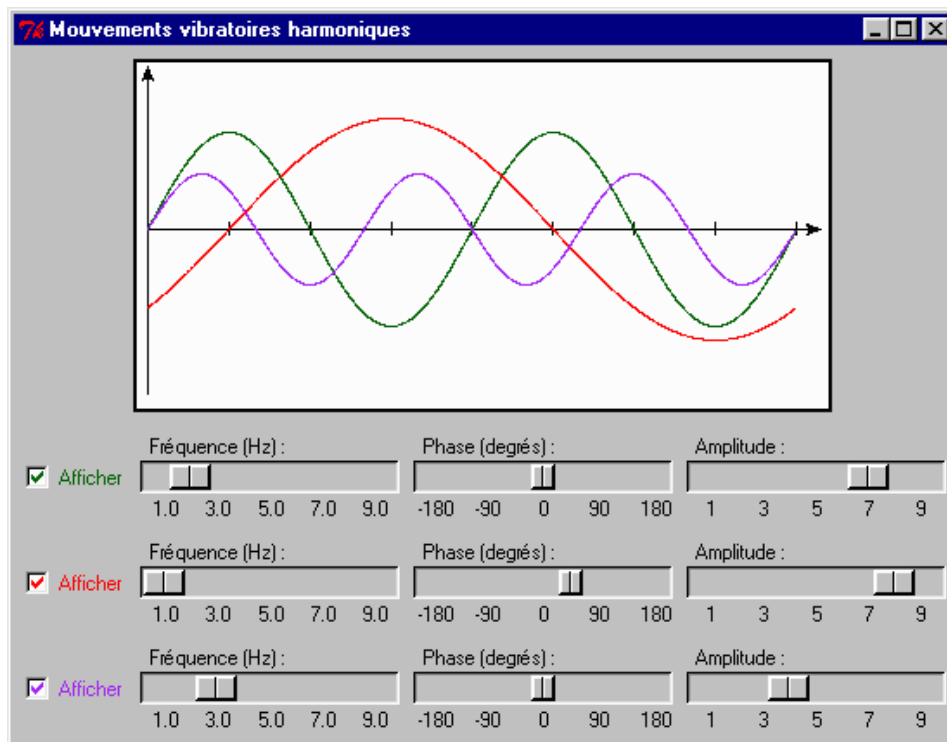 Mouvements vibratoires harmoniques
Fréquence (Hz) : Phase (degrés) : Amplitude :
Afficher
1.0 3.0 5.0 7.0 9.0 -180 -90 0 90 180 1 3 5 7 9
Fréquence (Hz) : Phase (degrés) : Amplitude :
Afficher
1.0 3.0 5.0 7.0 9.0 -180 -90 0 90 180 1 3 5 7 9
Fréquence (Hz) : Phase (degrés) : Amplitude :
Afficher
1.0 3.0 5.0 7.0 9.0 -180 -90 0 90 180 1 3 5 7 9